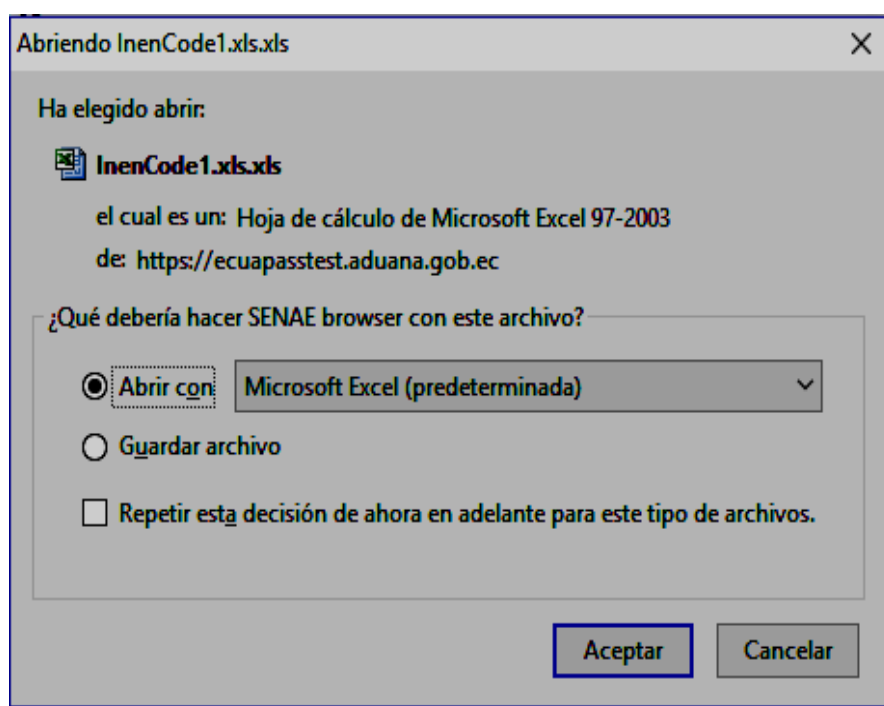 Abriendo InenCode1.xls.xls
Ha elegido abrir:
InenCode1.xls.xls
el cual es un: Hoja de cálculo de Microsoft Excel 97-2003
de: https://ecuapasstest.aduana.gob.ec
¿Qué debería hacer SENAE browser con este archivo?
Abrir con Microsoft Excel (predeterminada)
Guardar archivo
Repetir esta decisión de ahora en adelante para este tipo de archivos.
Aceptar Cancelar